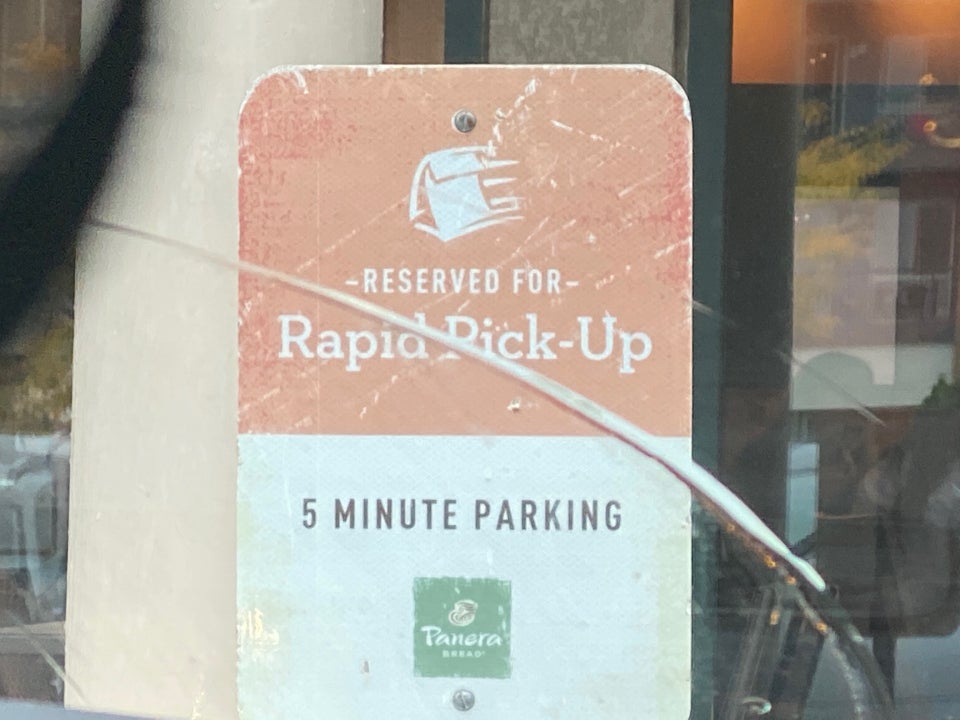 -RESERVED FOR-
Rapid Pick-Up
5 MINUTE PARKING
Panera
BREAD®